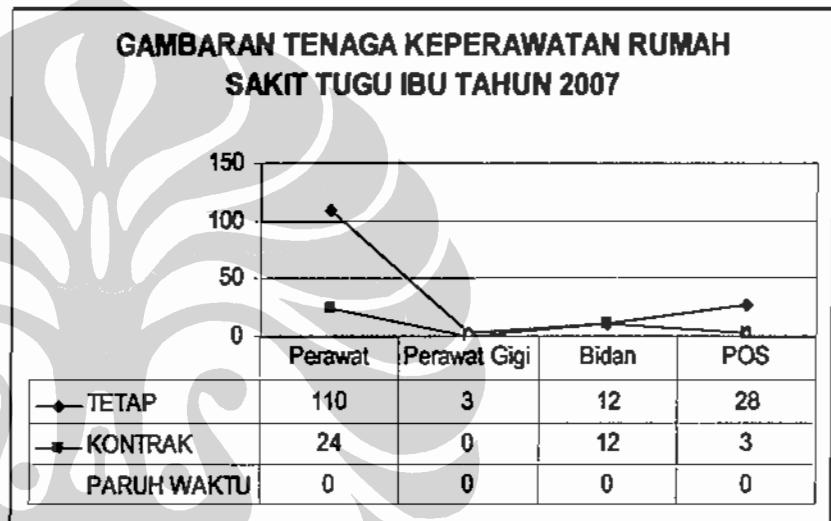 GAMBARAN TENAGA KEPERAWATAN RUMAH
SAKIT TUGU IBU TAHUN 2007
150
100
50
0
Perawat Perawat Gigi Bidan POS
TETAP 110 3 12 28
KONTRAK 24 0 12 3
PARUH WAKTU 0 0 0 0